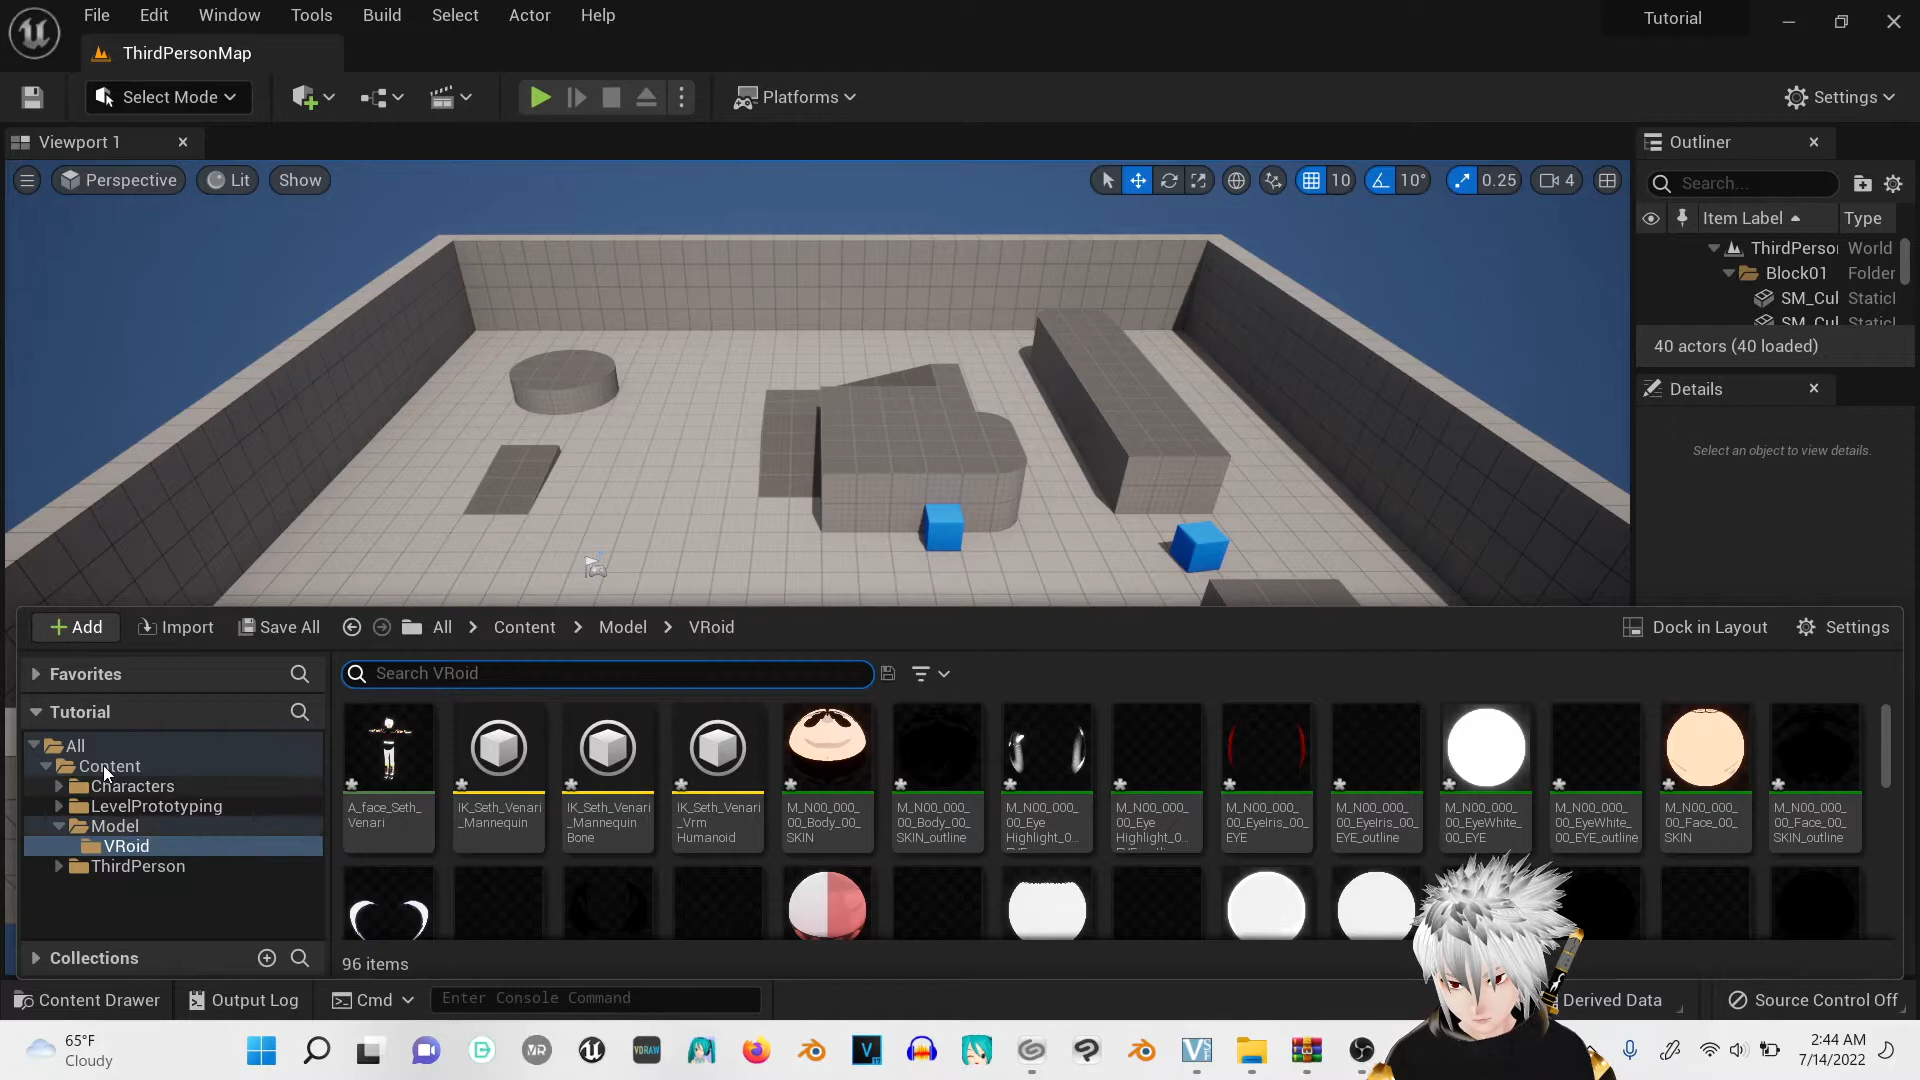 File Edit Window Tools Build Select Actor Help Tutorial
ThirdPersonMap
Select Mode Platforms Settings
Viewport 1 Outliner
Perspective Lit Show 10 10° 0.25 4 Search...
Item Label Type
ThirdPerso World
Block01 Folder
SM_Cul StaticI
SM_Cul StaticI
40 actors (40 loaded)
Details
Select an object to view details.
Add Import Save All All Content Model VRoid Dock in Layout Settings
Favorites
Search VRoid
Tutorial
All
Content
Characters
LevelPrototyping
Model
VRoid
ThirdPerson
A_face_Seth_
Venari
IK_Seth_Venari
_Mannequin
IK_Seth_Venari
_Mannequin
Bone
IK_Seth_Venari
_Vrm
Humanoid
M_N00_000_
00_Body_00_
SKIN
M_N00_000_
00_Body_00_
SKIN_outline
M_N00_000_
00_Eye
Highlight_0...
M_N00_000_
00_Eye
Highlight_0...
M_N00_000_
00_EyeIris_00_
EYE
M_N00_000_
00_EyeIris_00_
EYE_outline
M_N00_000_
00_EyeWhite_
00_EYE
M_N00_000_
00_EyeWhite_
00_EYE_outline
M_N00_000_
00_Face_00_
SKIN
M_N00_000_
00_Face_00_
SKIN_outline
Collections
96 items
Content Drawer Output Log Cmd Enter Console Command Derived Data Source Control Off
65°F
Cloudy
VR
VDRAW
V
2:44 AM
7/14/2022